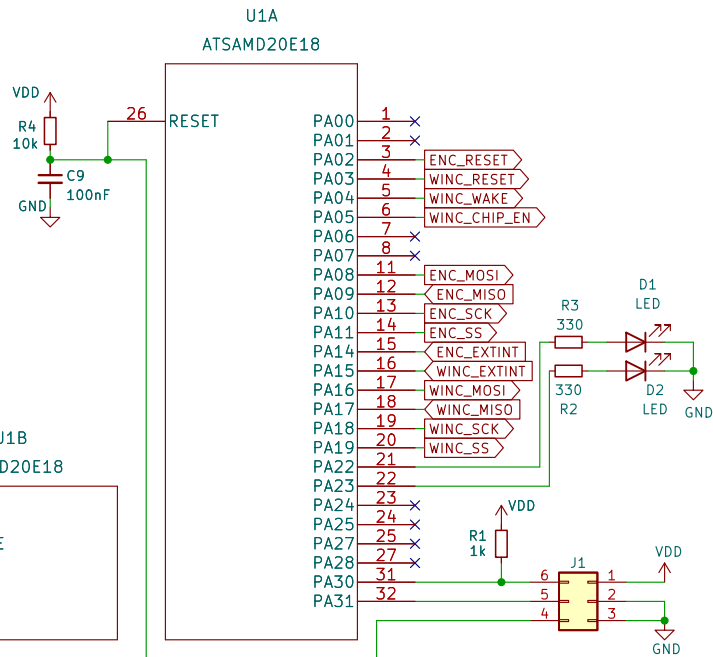 U1A
ATSAMD20E18
VDD
R4
10k
C9
100nF
GND
26
RESET
PA00 1
PA01 2
PA02 3 ENC_RESET
PA03 4 WINC_RESET
PA04 5 WINC_WAKE
PA05 6 WINC_CHIP_EN
PA06 7
PA07 8
PA08 11 ENC_MOSI
PA09 12 ENC_MISO
PA10 13 ENC_SCK
PA11 14 ENC_SS
PA14 15 ENC_EXTINT
PA15 16 WINC_EXTINT
PA16 17 WINC_MOSI
PA17 18 WINC_MISO
PA18 19 WINC_SCK
PA19 20 WINC_SS
PA22 21
PA23 22
PA24 23
PA25 24
PA27 25
PA28 27
PA30 31
PA31 32
D1
LED
R3
330
330
R2
D2
LED
GND
J1B
D20E18
E
VDD
R1
1k
J1
6 1
5 2
4 3
VDD
GND